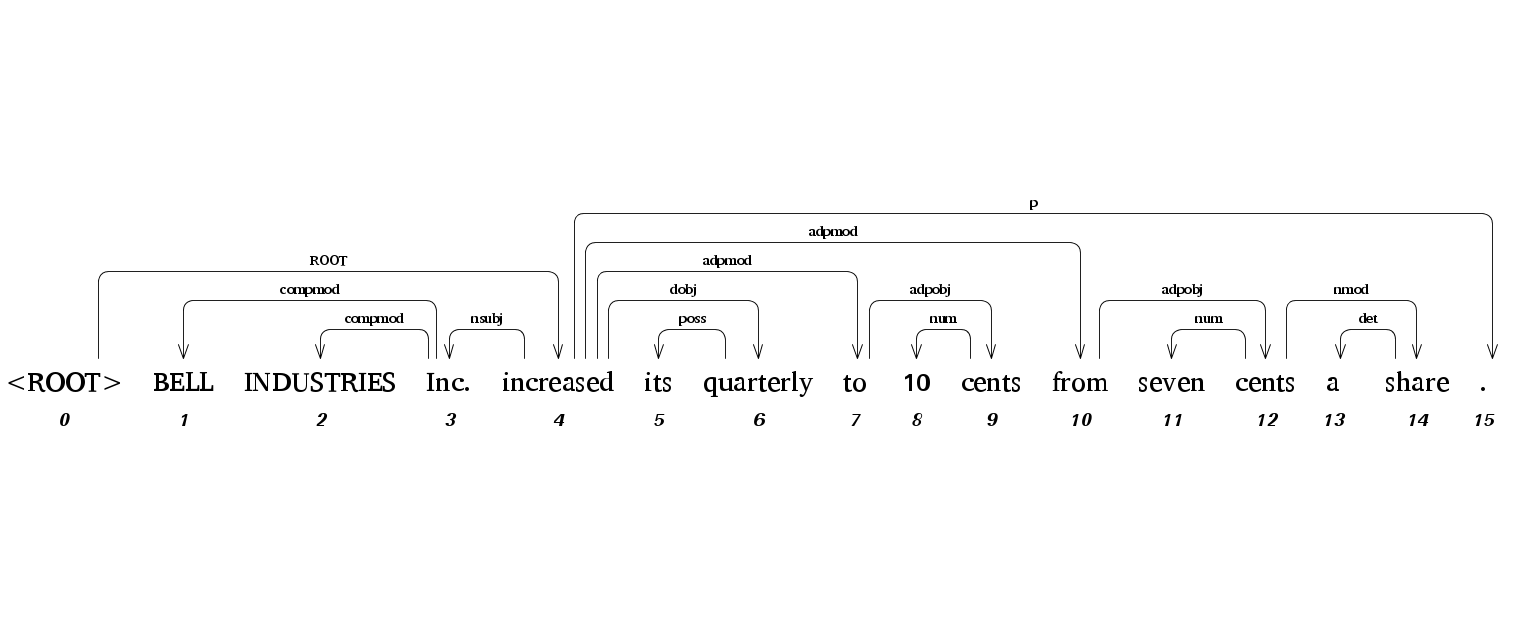 p
adpmod
ROOT adpmod
compmod dobj adpobj adpobj nmod
compmod nsubj poss num num det
<ROOT> BELL INDUSTRIES Inc. increased its quarterly to 10 cents from seven cents a share .
0 1 2 3 4 5 6 7 8 9 10 11 12 13 14 15